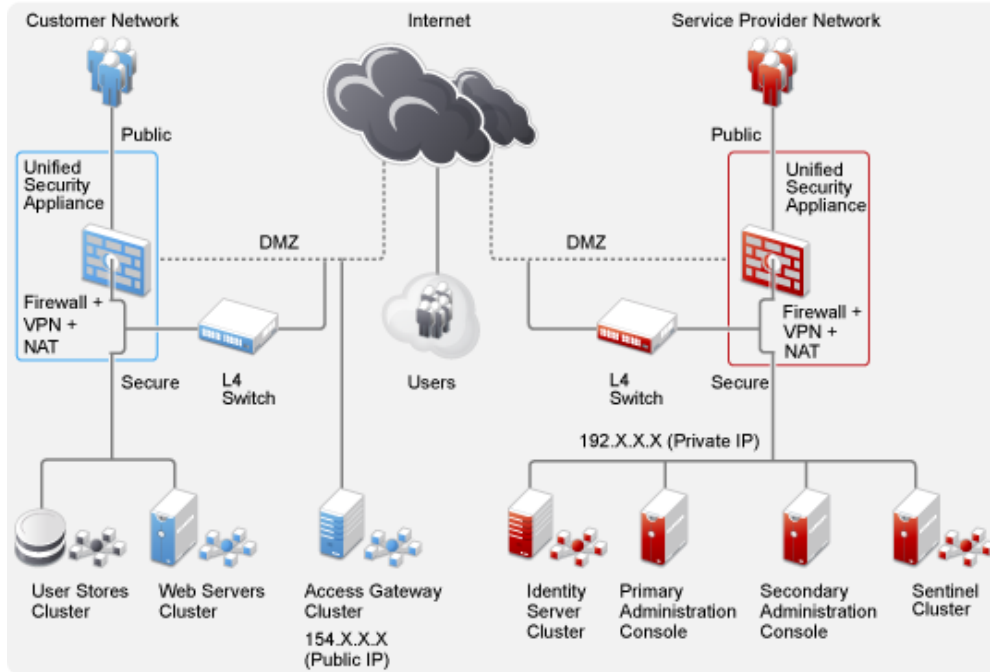 Customer Network
Internet
Service Provider Network
Public
Public
Unified
Security
Appliance
Unified
Security
Appliance
DMZ
DMZ
Firewall +
VPN +
NAT
Firewall +
VPN +
NAT
Secure
L4
Switch
Users
L4
Switch
Secure
192.X.X.X (Private IP)
User Stores
Cluster
Web Servers
Cluster
Access Gateway
Cluster
154.X.X.X
(Public IP)
Identity
Server
Cluster
Primary
Administration
Console
Secondary
Administration
Console
Sentinel
Cluster